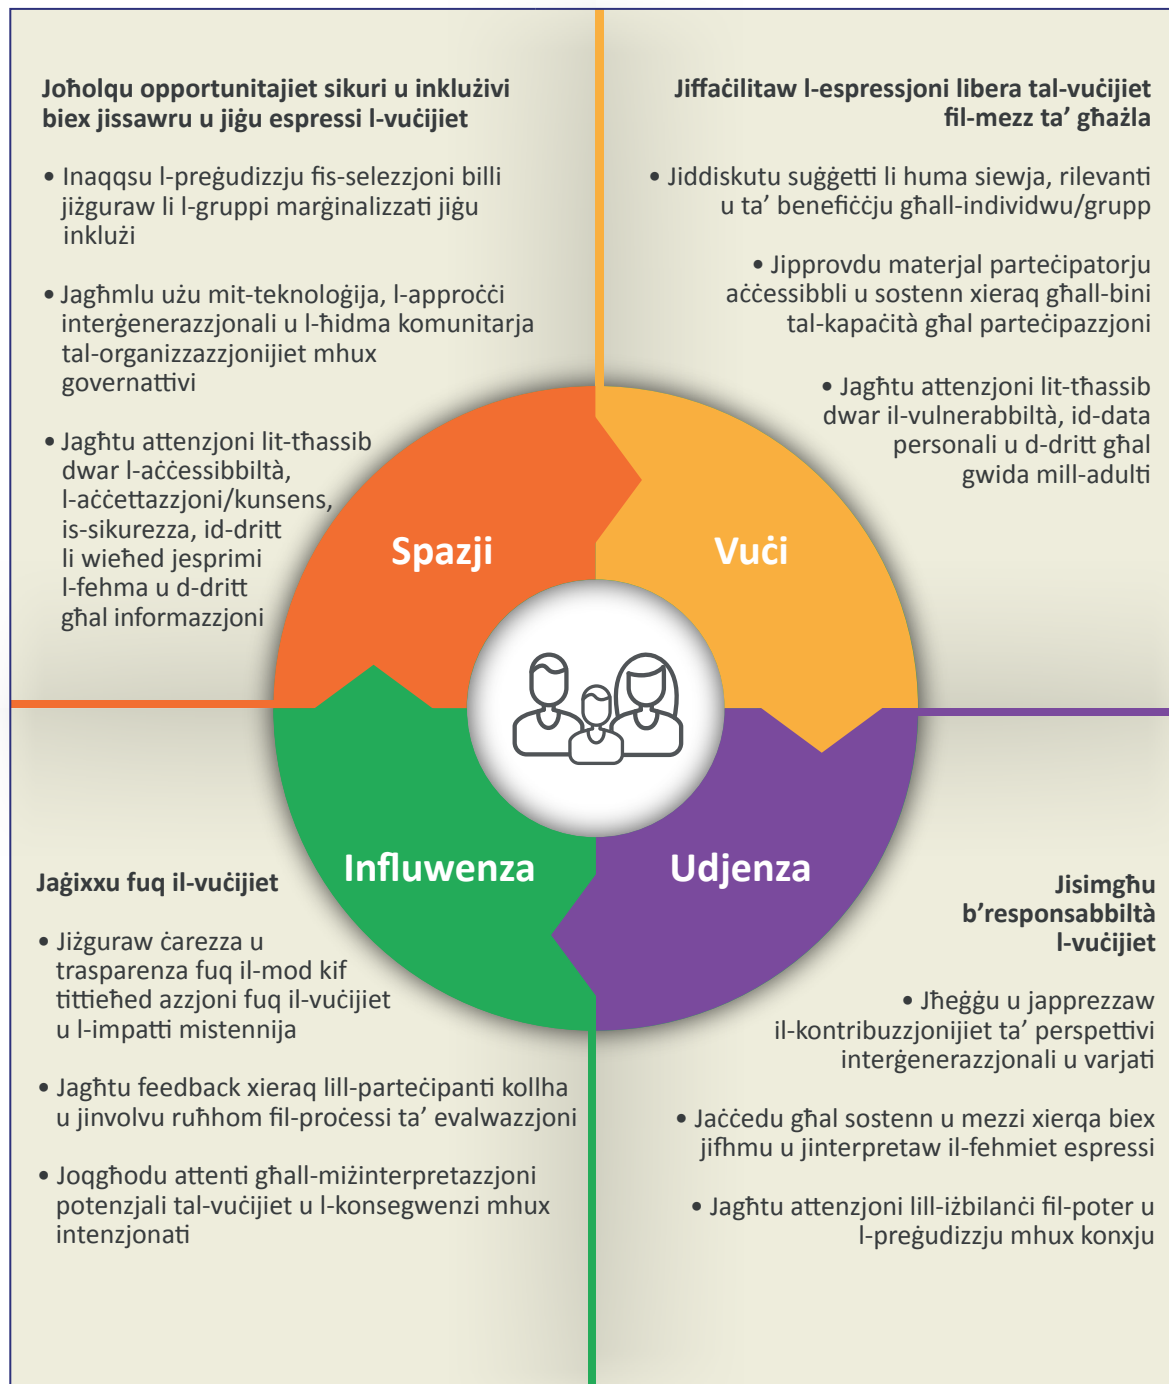 Joħolqu opportunitajiet sikuri u inklużivi
biex jissawru u jiġu espressi l-vuċijiet
• Inaqqsu l-preġudizzju fis-selezzjoni billi
jiżguraw li l-gruppi marġinalizzati jiġu
inklużi
• Jagħmlu użu mit-teknoloġija, l-approċċi
interġenerazzjonali u l-ħidma komunitarja
tal-organizzazzjonijiet mhux
governattivi
• Jagħtu attenzjoni lit-tħassib
dwar l-aċċessibbiltà,
l-aċċettazzjoni/kunsens,
is-sikurezza, id-dritt
li wieħed jesprimi
l-fehma u d-dritt
għal informazzjoni
Jiffaċilitaw l-espressjoni libera tal-vuċijiet
fil-mezz ta’ għażla
• Jiddiskutu suġġetti li huma siewja, rilevanti
u ta’ benefiċċju għall-individwu/grupp
• Jipprovdu materjal parteċipatorju
aċċessibbli u sostenn xieraq għall-bini
tal-kapaċità għal parteċipazzjoni
• Jagħtu attenzjoni lit-tħassib
dwar il-vulnerabbiltà, id-data
personali u d-dritt għal
gwida mill-adulti
Spazji
Vuċi
Influwenza
Udjenza
Jaġixxu fuq il-vuċijiet
• Jiżguraw ċarezza u
trasparenza fuq il-mod kif
tittieħed azzjoni fuq il-vuċijiet
u l-impatti mistennija
• Jagħtu feedback xieraq lill-parteċipanti kollha
u jinvolvu ruħhom fil-proċessi ta’ evalwazzjoni
• Joqgħodu attenti għall-miżinterpretazzjoni
potenzjali tal-vuċijiet u l-konsegwenzi mhux
intenzjonati
Jisimgħu
b’responsabbiltà
l-vuċijiet
• Jħeġġu u japprezzaw
il-kontribuzzjonijiet ta’ perspettivi
interġenerazzjonali u varjati
• Jaċċedu għal sostenn u mezzi xierqa biex
jifhmu u jinterpretaw il-fehmiet espressi
• Jagħtu attenzjoni lill-iżbilanċi fil-poter u
l-preġudizzju mhux konxju